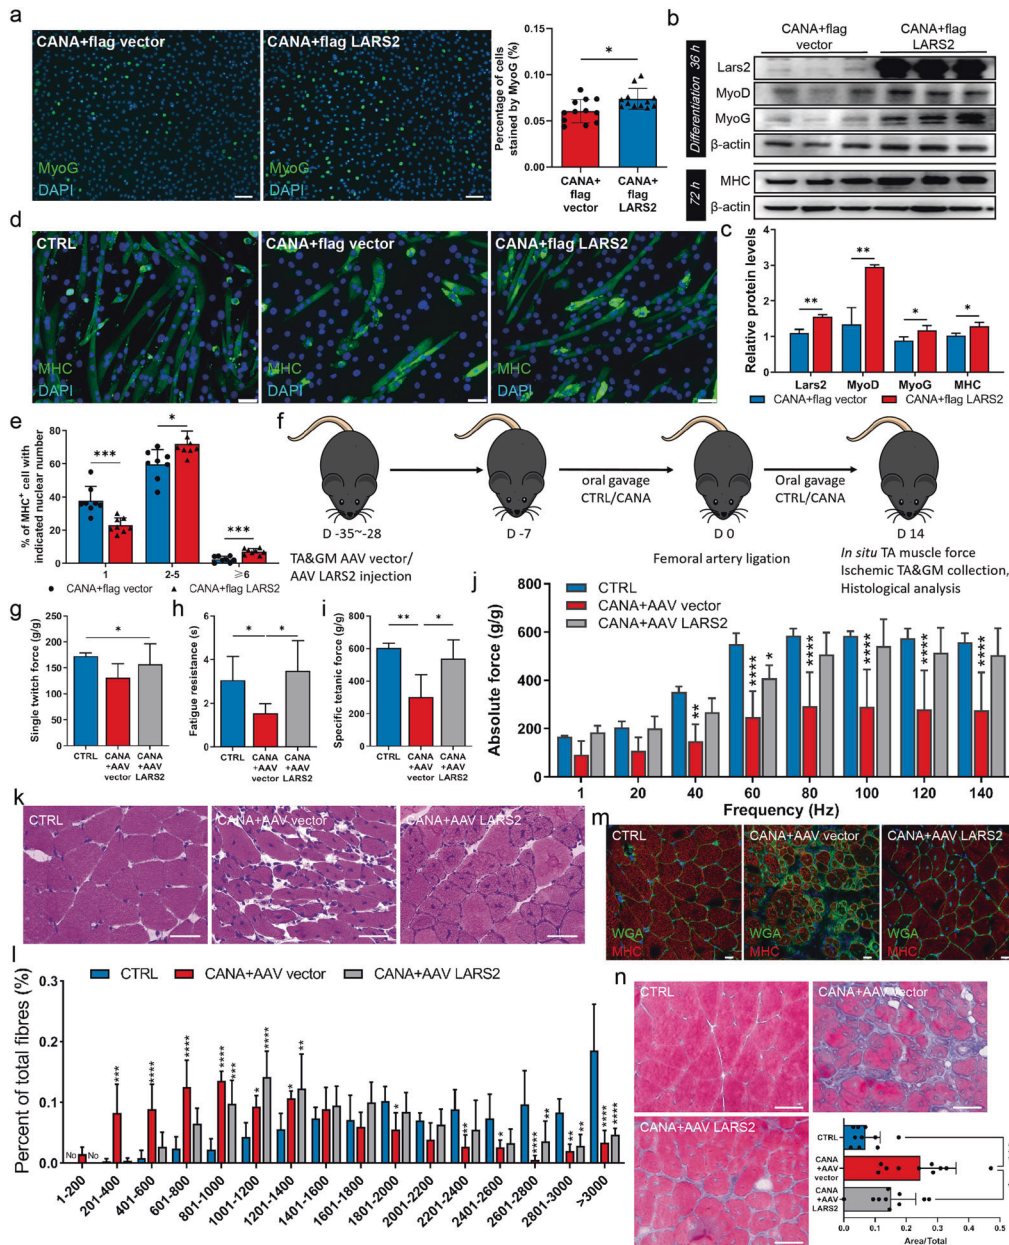 a
CANA+flag vector
MyoG
DAPI
CANA+flag LARS2
MyoG
DAPI
Percentage of cells
stained by MyoG (%)
0.15
0.10
0.05
0.00
*
CANA+
flag
vector
CANA+
flag
LARS2
b
CANA+flag
vector
CANA+flag
LARS2
Differentiation 36 h
Lars2
MyoD
MyoG
β-actin
72 h
MHC
β-actin
c
Relative protein levels
4
3
2
1
0
**
**
*
*
Lars2
MyoD
MyoG
MHC
CANA+flag vector
CANA+flag LARS2
d
CTRL
MHC
DAPI
CANA+flag vector
MHC
DAPI
CANA+flag LARS2
MHC
DAPI
e
% of MHC+ cell with
indicated nuclear number
80
60
40
20
0
***
*
***
1
2-5
≥6
CANA+flag vector
CANA+flag LARS2
f
oral gavage
CTRL/CANA
Oral gavage
CTRL/CANA
D -35~-28
D -7
D 0
D 14
TA&GM AAV vector/
AAV LARS2 injection
Femoral artery ligation
In situ TA muscle force
Ischemic TA&GM collection,
Histological analysis
g
Single twitch force (g/g)
250
200
150
100
50
0
*
CTRL
CANA
+AAV
vector
CANA
+AAV
LARS2
h
Fatigue resistance (s)
6
4
2
0
*
*
CTRL
CANA
+AAV
vector
CANA
+AAV
LARS2
i
Specific tetanic force (g/g)
800
600
400
200
0
**
*
CTRL
CANA
+AAV
vector
CANA
+AAV
LARS2
j
Absolute force (g/g)
800
600
400
200
0
CTRL
CANA+AAV vector
CANA+AAV LARS2
**
****
*
****
****
****
****
1
20
40
60
80
100
120
140
Frequency (Hz)
k
CTRL
CANA+AAV vector
CANA+AAV LARS2
l
CTRL
CANA+AAV vector
CANA+AAV LARS2
Percent of total fibres (%)
0.3
0.2
0.1
0.0
No
No
***
****
****
****
***
*
****
*
**
*
**
*
****
**
**
**
****
****
1-200
201-400
401-600
601-800
801-1000
1001-1200
1201-1400
1401-1600
1601-1800
1801-2000
2001-2200
2201-2400
2401-2600
2601-2800
2801-3000
>3000
m
CTRL
WGA
MHC
CANA+AAV vector
WGA
MHC
CANA+AAV LARS2
WGA
MHC
n
CTRL
CANA+AAV vector
CANA+AAV LARS2
CTRL
CANA
+AAV
vector
CANA
+AAV
LARS2
0.0
0.1
0.2
0.3
0.4
0.5
Area/Total